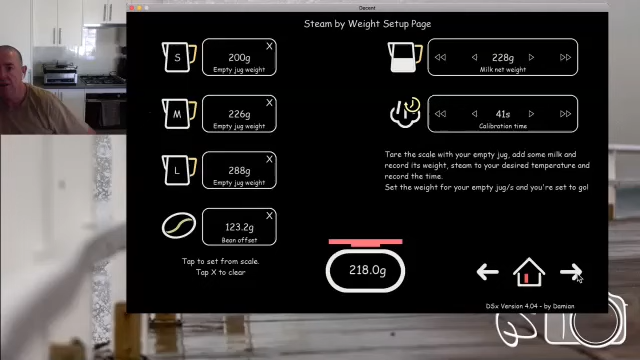 Decent
Steam by Weight Setup Page
S
200g
X
Empty jug weight
228g
Milk net weight
M
226g
X
Empty jug weight
41s
Calibration time
L
288g
X
Empty jug weight
Tare the scale with your empty jug, add some milk and
record its weight, steam to your desired temperature and
record the time.
Set the weight for your empty jug/s and you're set to go!
123.2g
X
Bean offset
Tap to set from scale.
Tap X to clear
218.0g
DSx Version 4.04 - by Damian